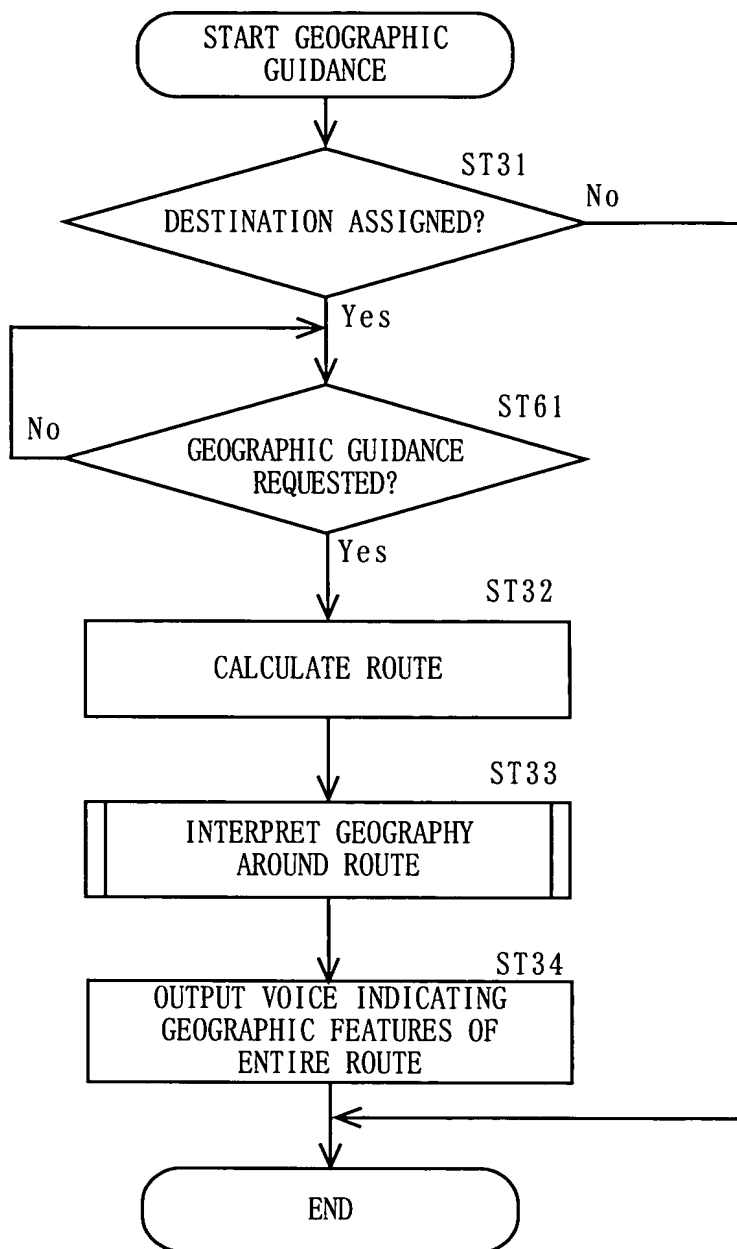 START GEOGRAPHIC
GUIDANCE
ST31
DESTINATION ASSIGNED?
No
Yes
ST61
No
GEOGRAPHIC GUIDANCE
REQUESTED?
Yes
ST32
CALCULATE ROUTE
ST33
INTERPRET GEOGRAPHY
AROUND ROUTE
ST34
OUTPUT VOICE INDICATING
GEOGRAPHIC FEATURES OF
ENTIRE ROUTE
END